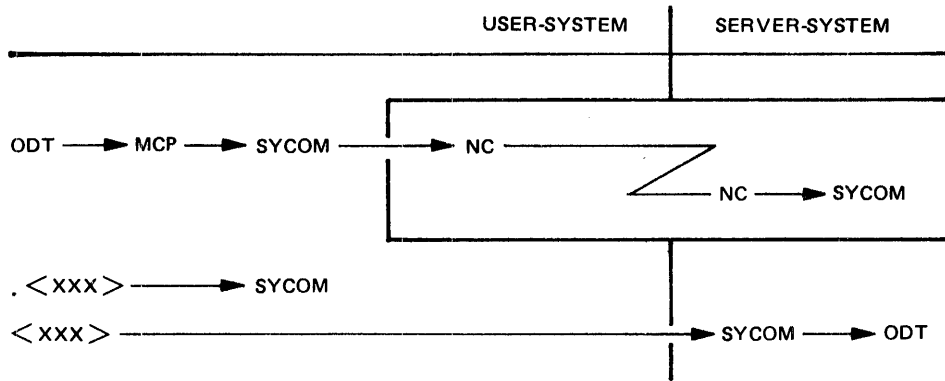 USER-SYSTEM SERVER-SYSTEM
ODT MCP SYCOM NC
NC SYCOM
. <XXX> SYCOM
<XXX> SYCOM ODT